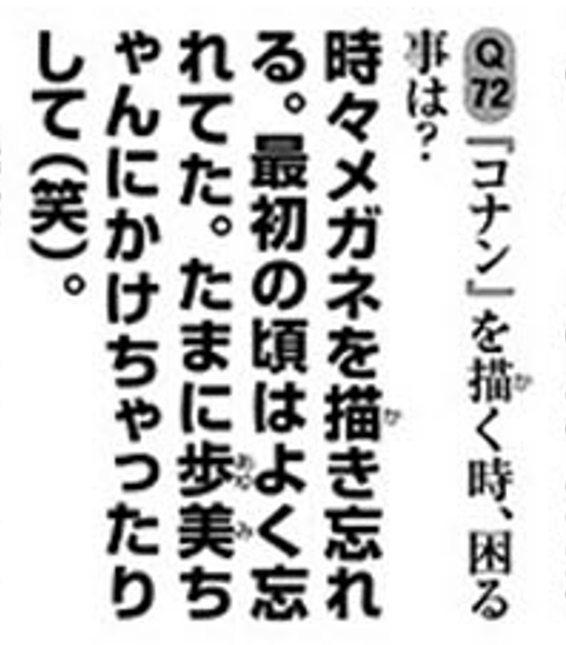 Q72 『コナン』を描く時、困る
事は？
時々メガネを描き忘れ
る。最初の頃はよく忘
れてた。たまに歩美ち
ゃんにかけちゃったり
して(笑)。